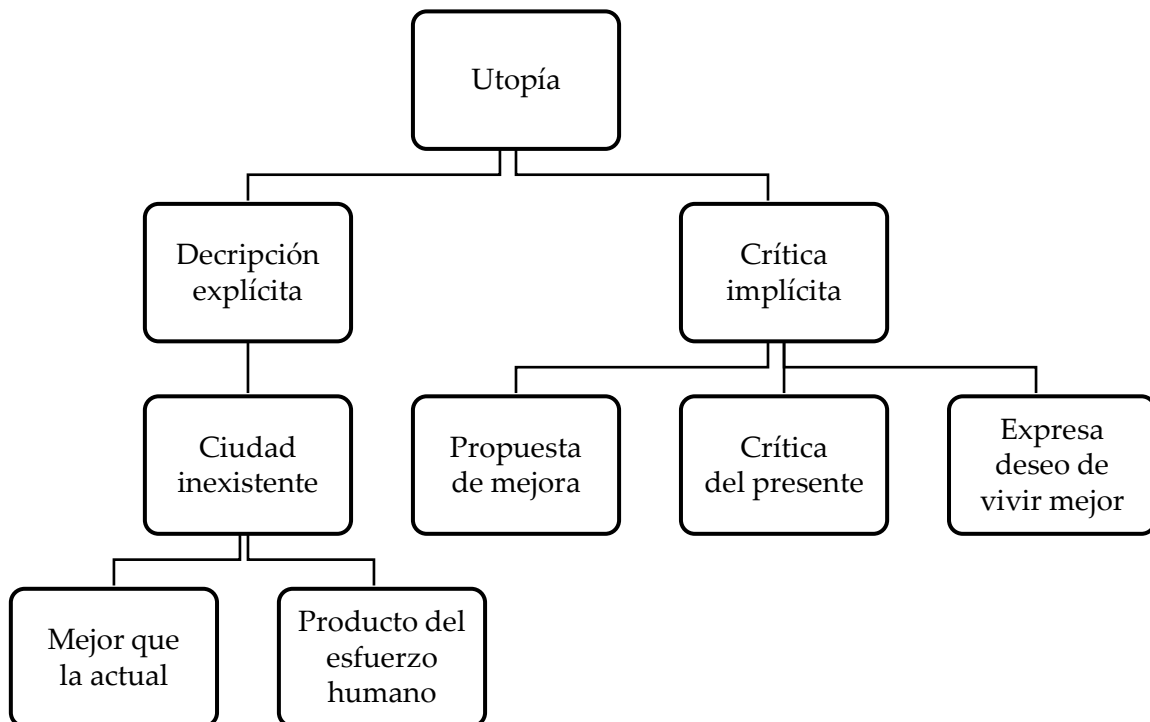 Utopía
Decripción
explícita
Crítica
implícita
Ciudad
inexistente
Propuesta
de mejora
Crítica
del presente
Expresa
deseo de
vivir mejor
Mejor que
la actual
Producto del
esfuerzo
humano